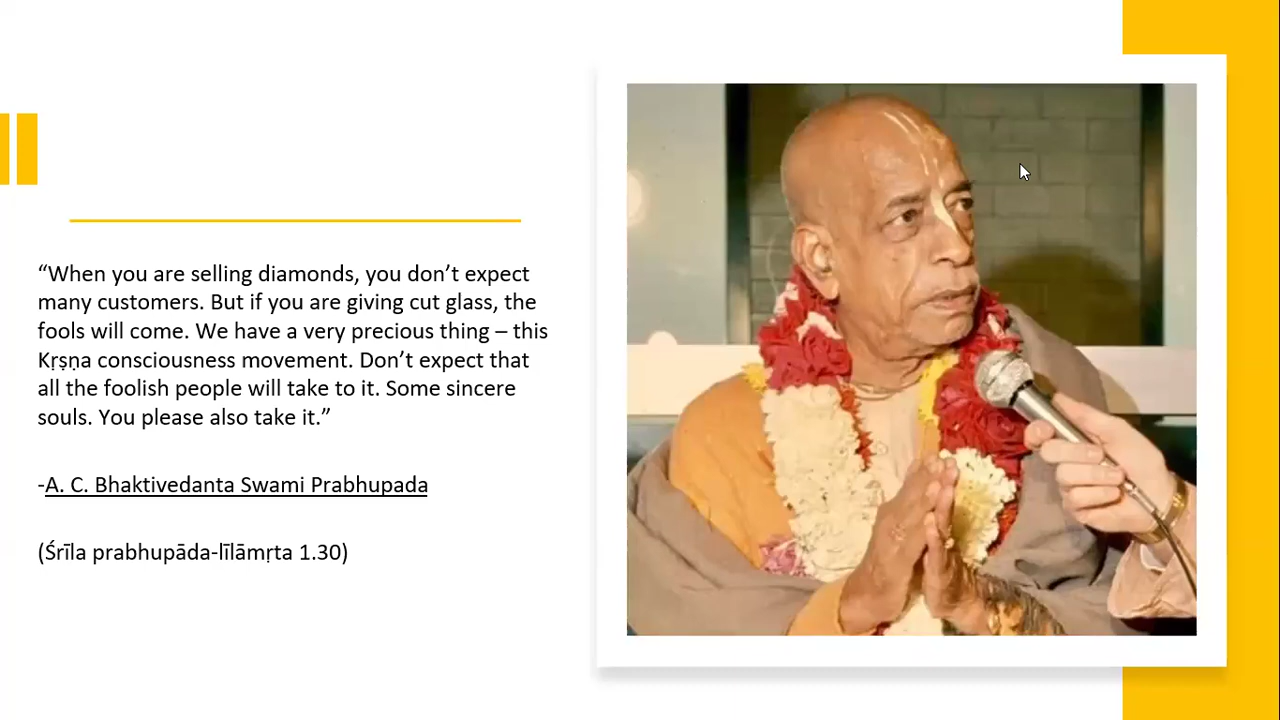 “When you are selling diamonds, you don’t expect
many customers. But if you are giving cut glass, the
fools will come. We have a very precious thing – this
Kṛṣṇa consciousness movement. Don’t expect that
all the foolish people will take to it. Some sincere
souls. You please also take it.”
-A. C. Bhaktivedanta Swami Prabhupada
(Śrīla prabhupāda-līlāmṛta 1.30)